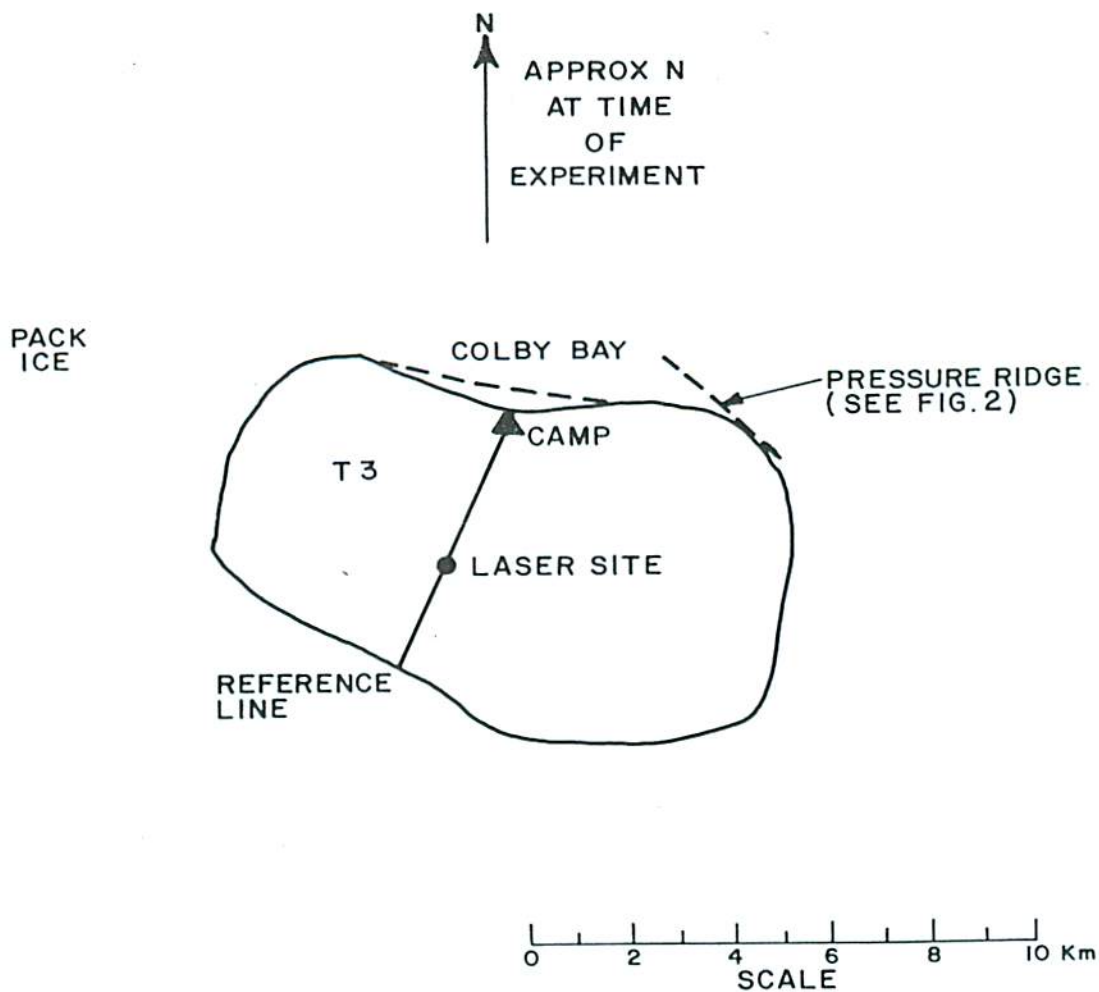 N
APPROX N
AT TIME
OF
EXPERIMENT
PACK
ICE
COLBY BAY
PRESSURE RIDGE
(SEE FIG. 2)
CAMP
T 3
LASER SITE
REFERENCE
LINE
0 2 4 6 8 10 Km
SCALE